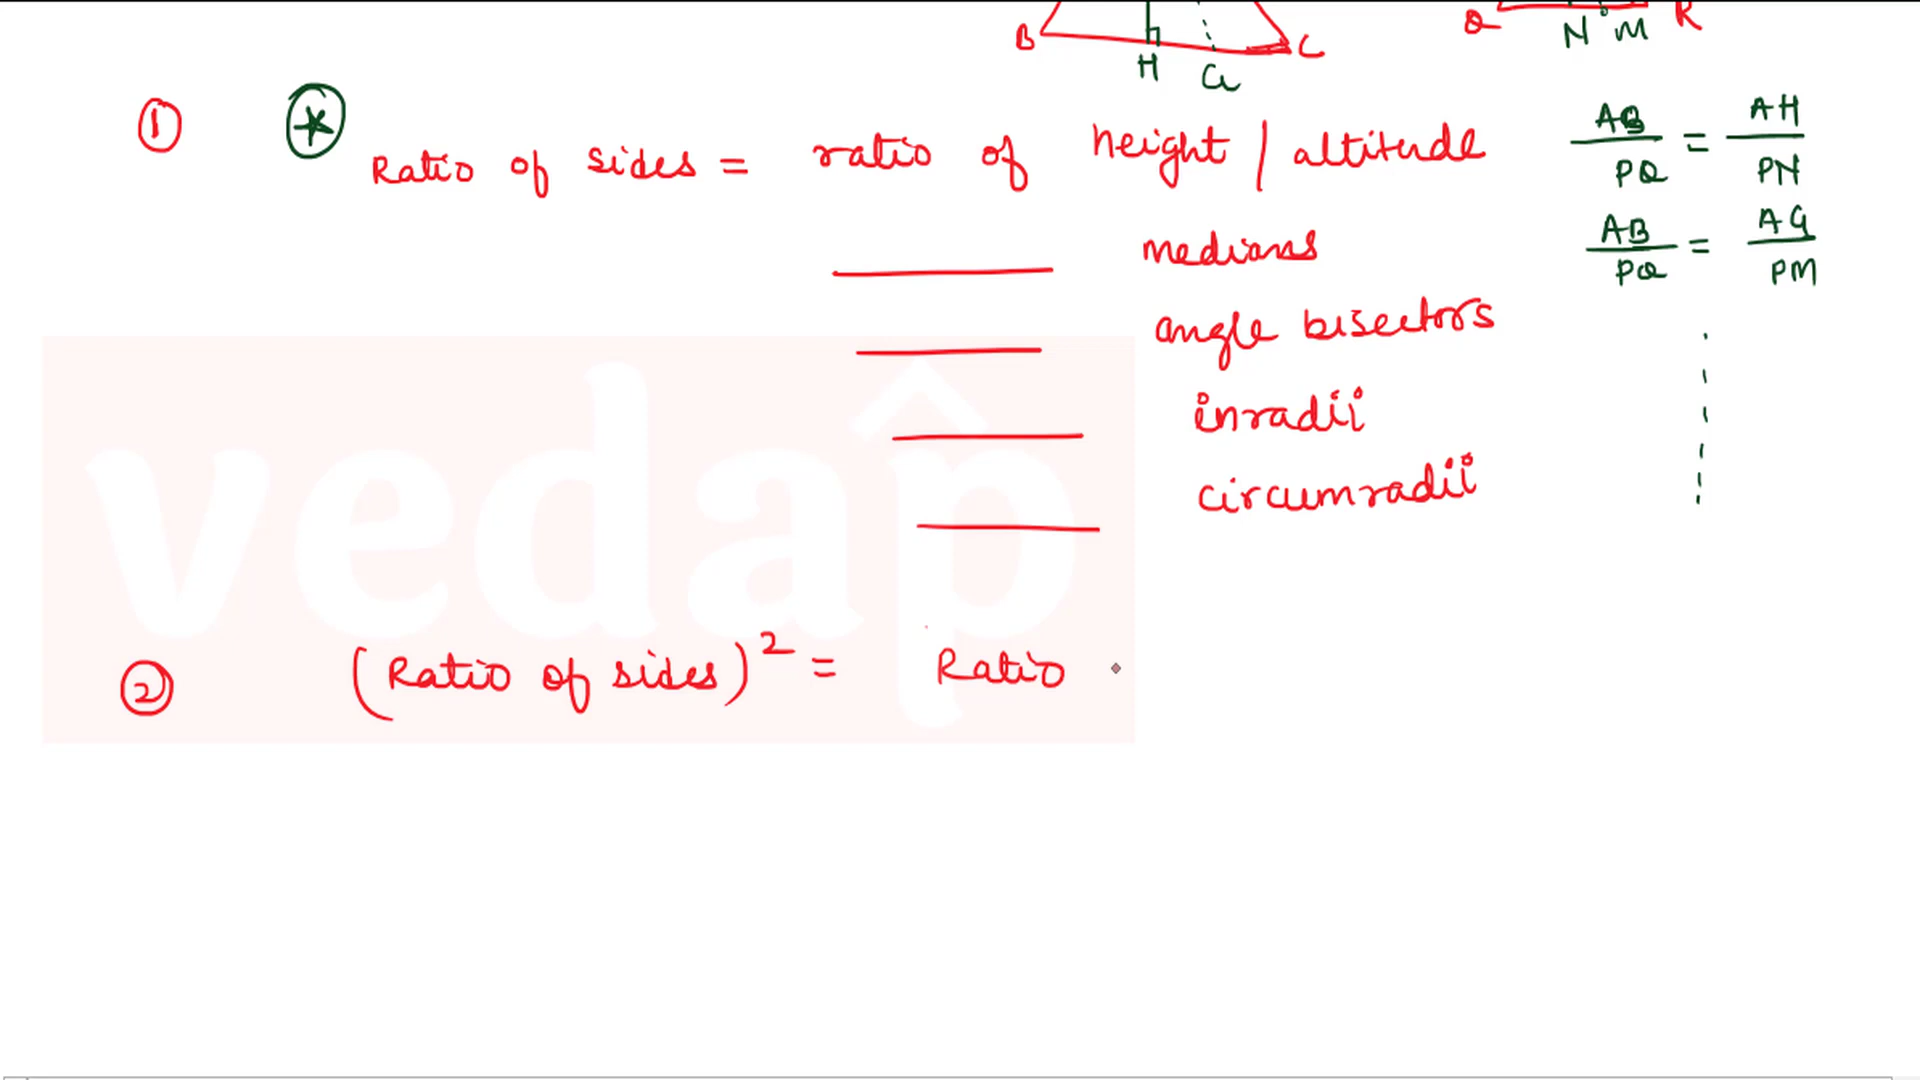 B H G C Q N M R
① Ratio of sides = ratio of height / altitude AB/PQ = AH/PN
medians AB/PQ = AG/PM
angle bisectors
inradii
circumradii
② (Ratio of sides)² = Ratio
vedap